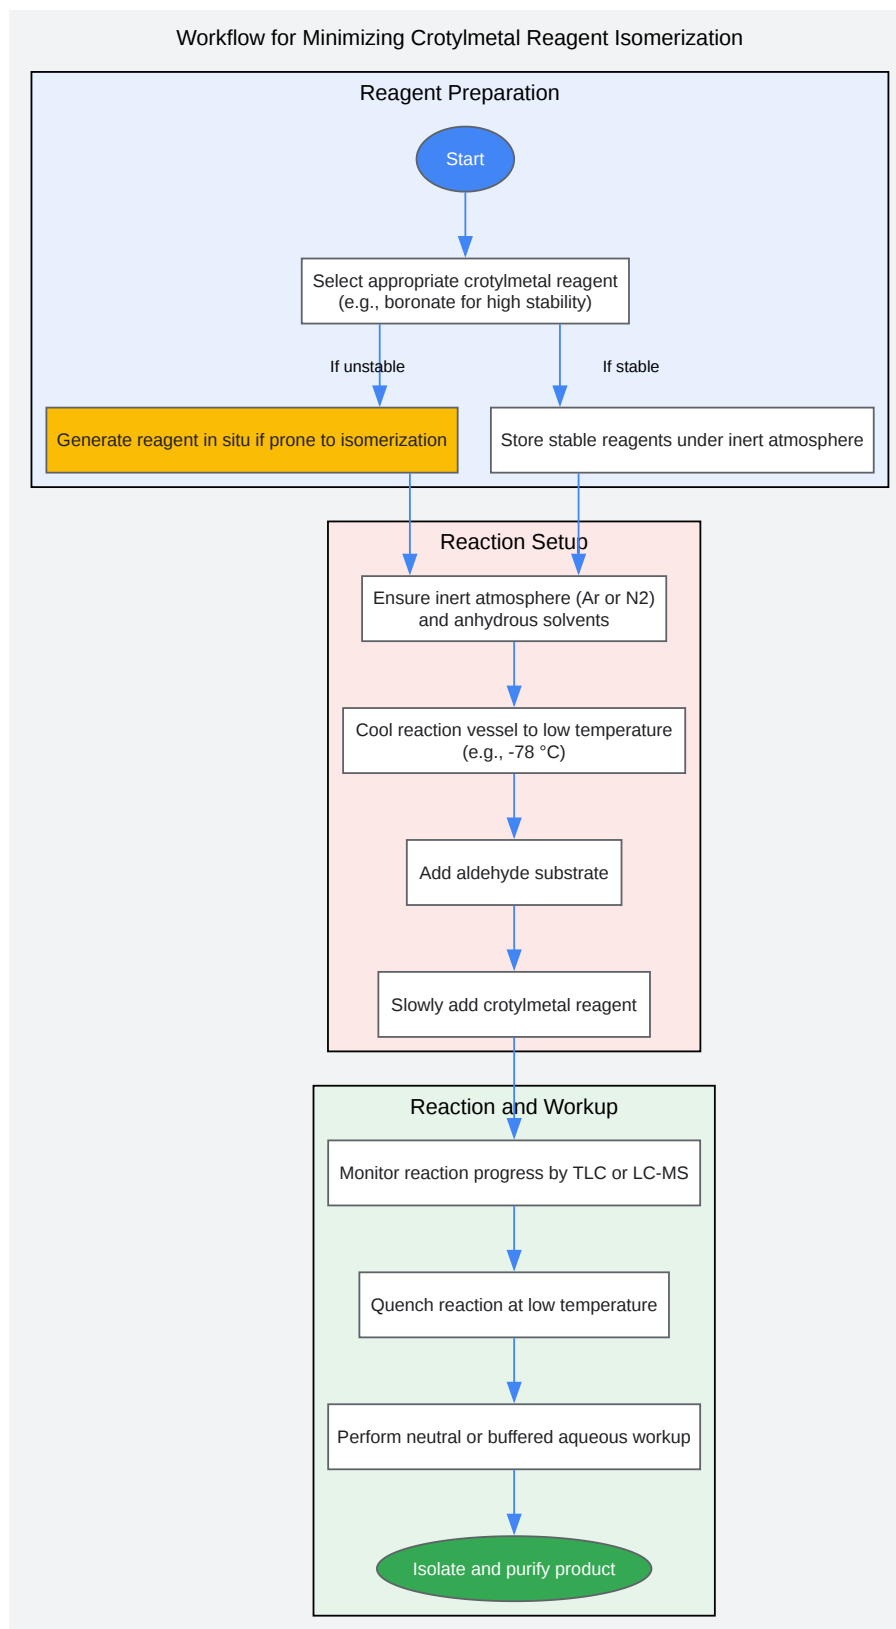 Workflow for Minimizing Crotylmetal Reagent Isomerization
Reagent Preparation
Start
Select appropriate crotylmetal reagent
(e.g., boronate for high stability)
If unstable
If stable
Generate reagent in situ if prone to isomerization
Store stable reagents under inert atmosphere
Reaction Setup
Ensure inert atmosphere (Ar or N2)
and anhydrous solvents
Cool reaction vessel to low temperature
(e.g., -78 °C)
Add aldehyde substrate
Slowly add crotylmetal reagent
Reaction and Workup
Monitor reaction progress by TLC or LC-MS
Quench reaction at low temperature
Perform neutral or buffered aqueous workup
Isolate and purify product